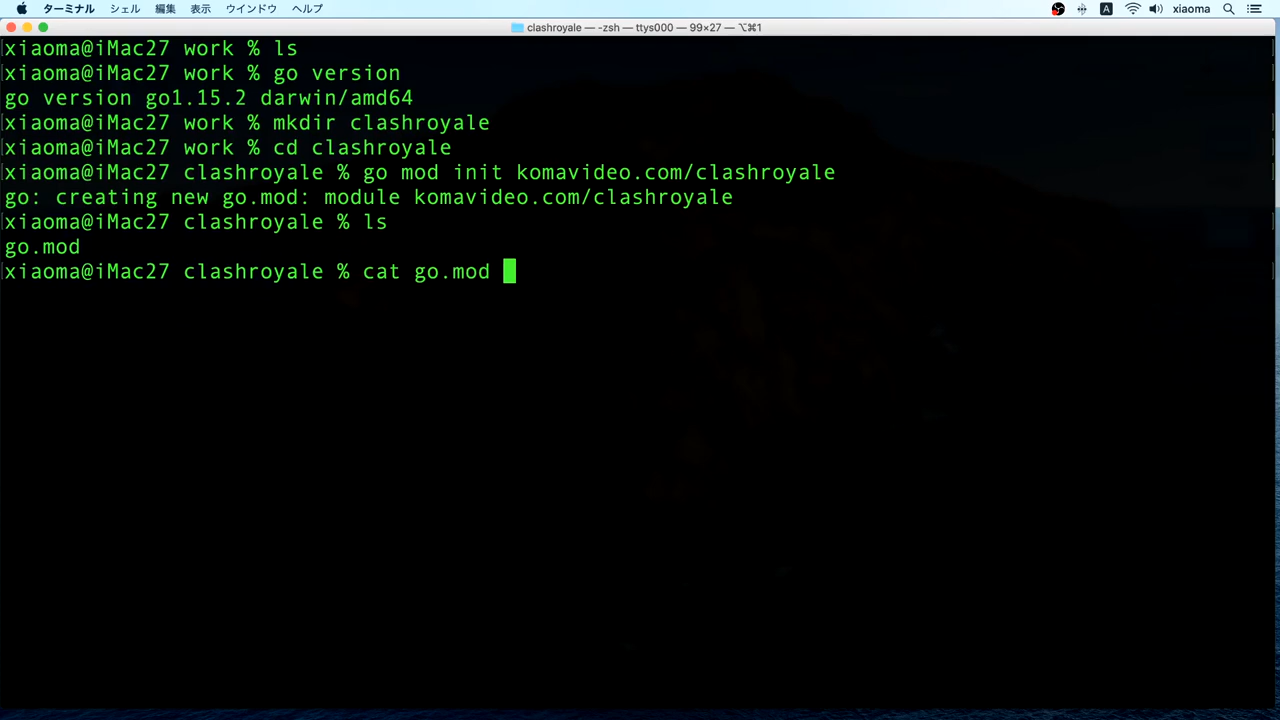 ターミナル シェル 編集 表示 ウインドウ ヘルプ A xiaoma
clashroyale — -zsh — ttys000 — 99×27 — ⌥⌘1
xiaoma@iMac27 work % ls
xiaoma@iMac27 work % go version
go version go1.15.2 darwin/amd64
xiaoma@iMac27 work % mkdir clashroyale
xiaoma@iMac27 work % cd clashroyale
xiaoma@iMac27 clashroyale % go mod init komavideo.com/clashroyale
go: creating new go.mod: module komavideo.com/clashroyale
xiaoma@iMac27 clashroyale % ls
go.mod
xiaoma@iMac27 clashroyale % cat go.mod